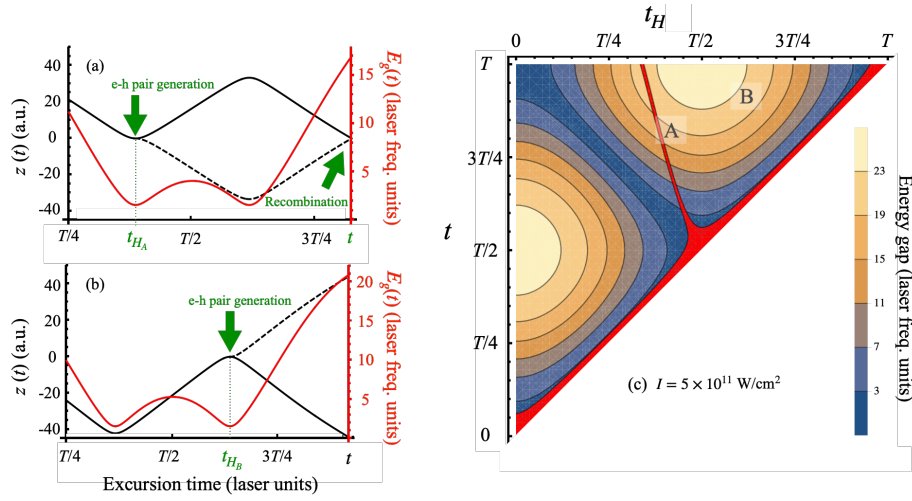 (a)
e-h pair generation
Recombination
z (t) (a.u.)
40
20
0
-20
-40
E_g(t) (laser freq. units)
15
10
5
T/4
t_{H_A}
T/2
3T/4
t
(b)
e-h pair generation
z (t) (a.u.)
40
20
0
-20
-40
E_g(t) (laser freq. units)
20
15
10
5
T/4
T/2
t_{H_B}
3T/4
t
Excursion time (laser units)
t_H
0
T/4
T/2
3T/4
T
t
T
3T/4
T/2
T/4
0
A
B
(c) I = 5 × 10^{11} W/cm^2
23
19
15
11
7
3
Energy gap (laser freq. units)